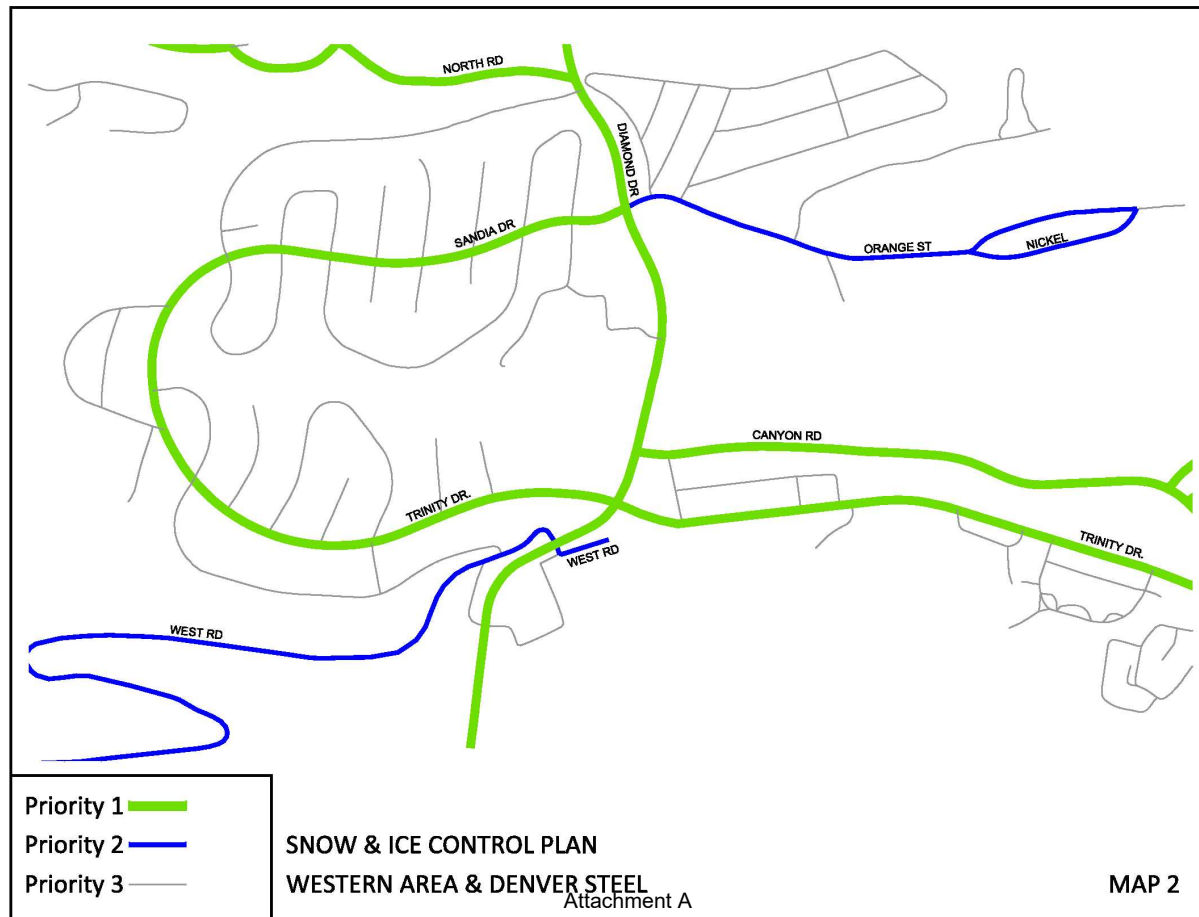 NORTH RD
DIAMOND DR
SANDIA DR
ORANGE ST
NICKEL
CANYON RD
TRINITY DR.
TRINITY DR.
WEST RD
WEST RD
Priority 1
Priority 2
Priority 3
SNOW & ICE CONTROL PLAN
WESTERN AREA & DENVER STEEL
Attachment A
MAP 2